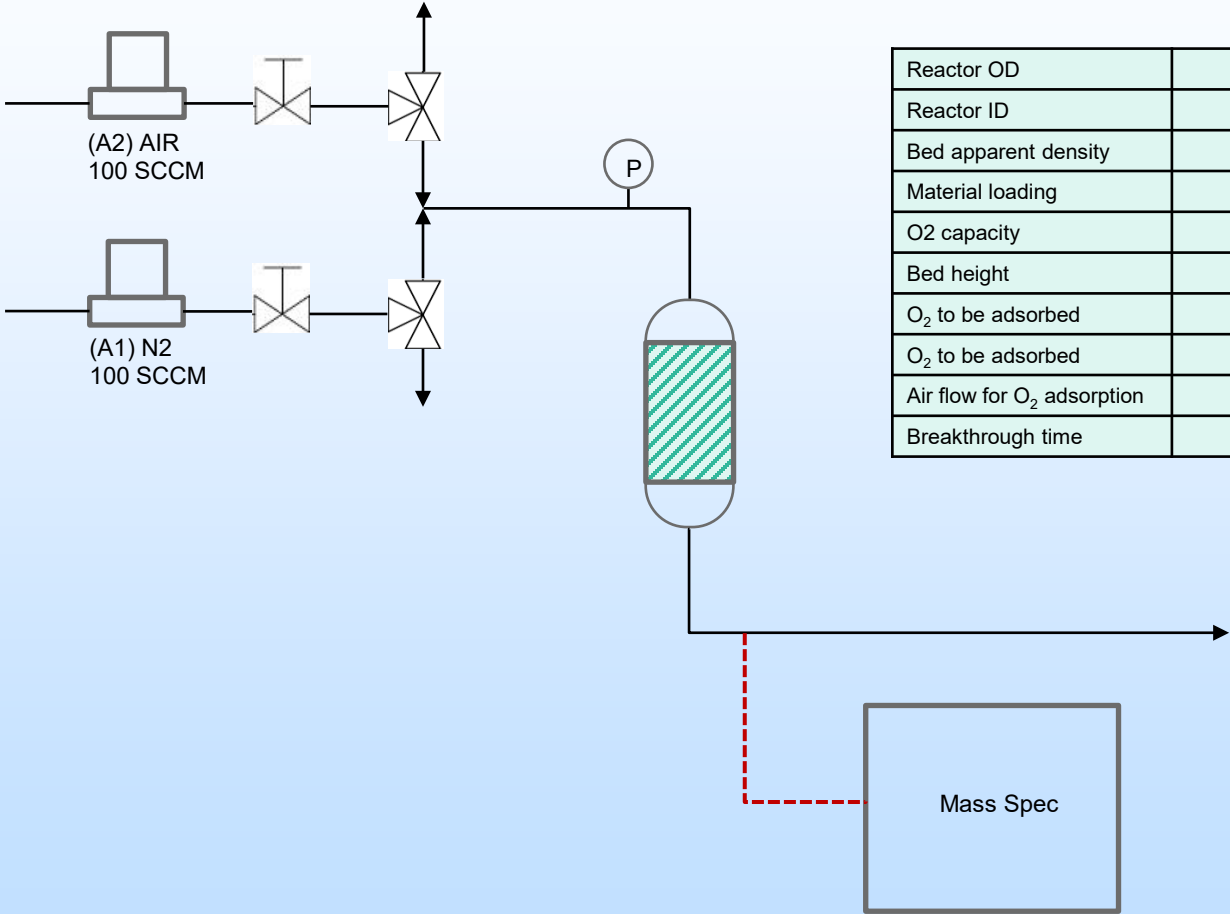 (A2) AIR
100 SCCM
P
(A1) N2
100 SCCM
Reactor OD
Reactor ID
Bed apparent density
Material loading
O2 capacity
Bed height
O₂ to be adsorbed
O₂ to be adsorbed
Air flow for O₂ adsorption
Breakthrough time
Mass Spec